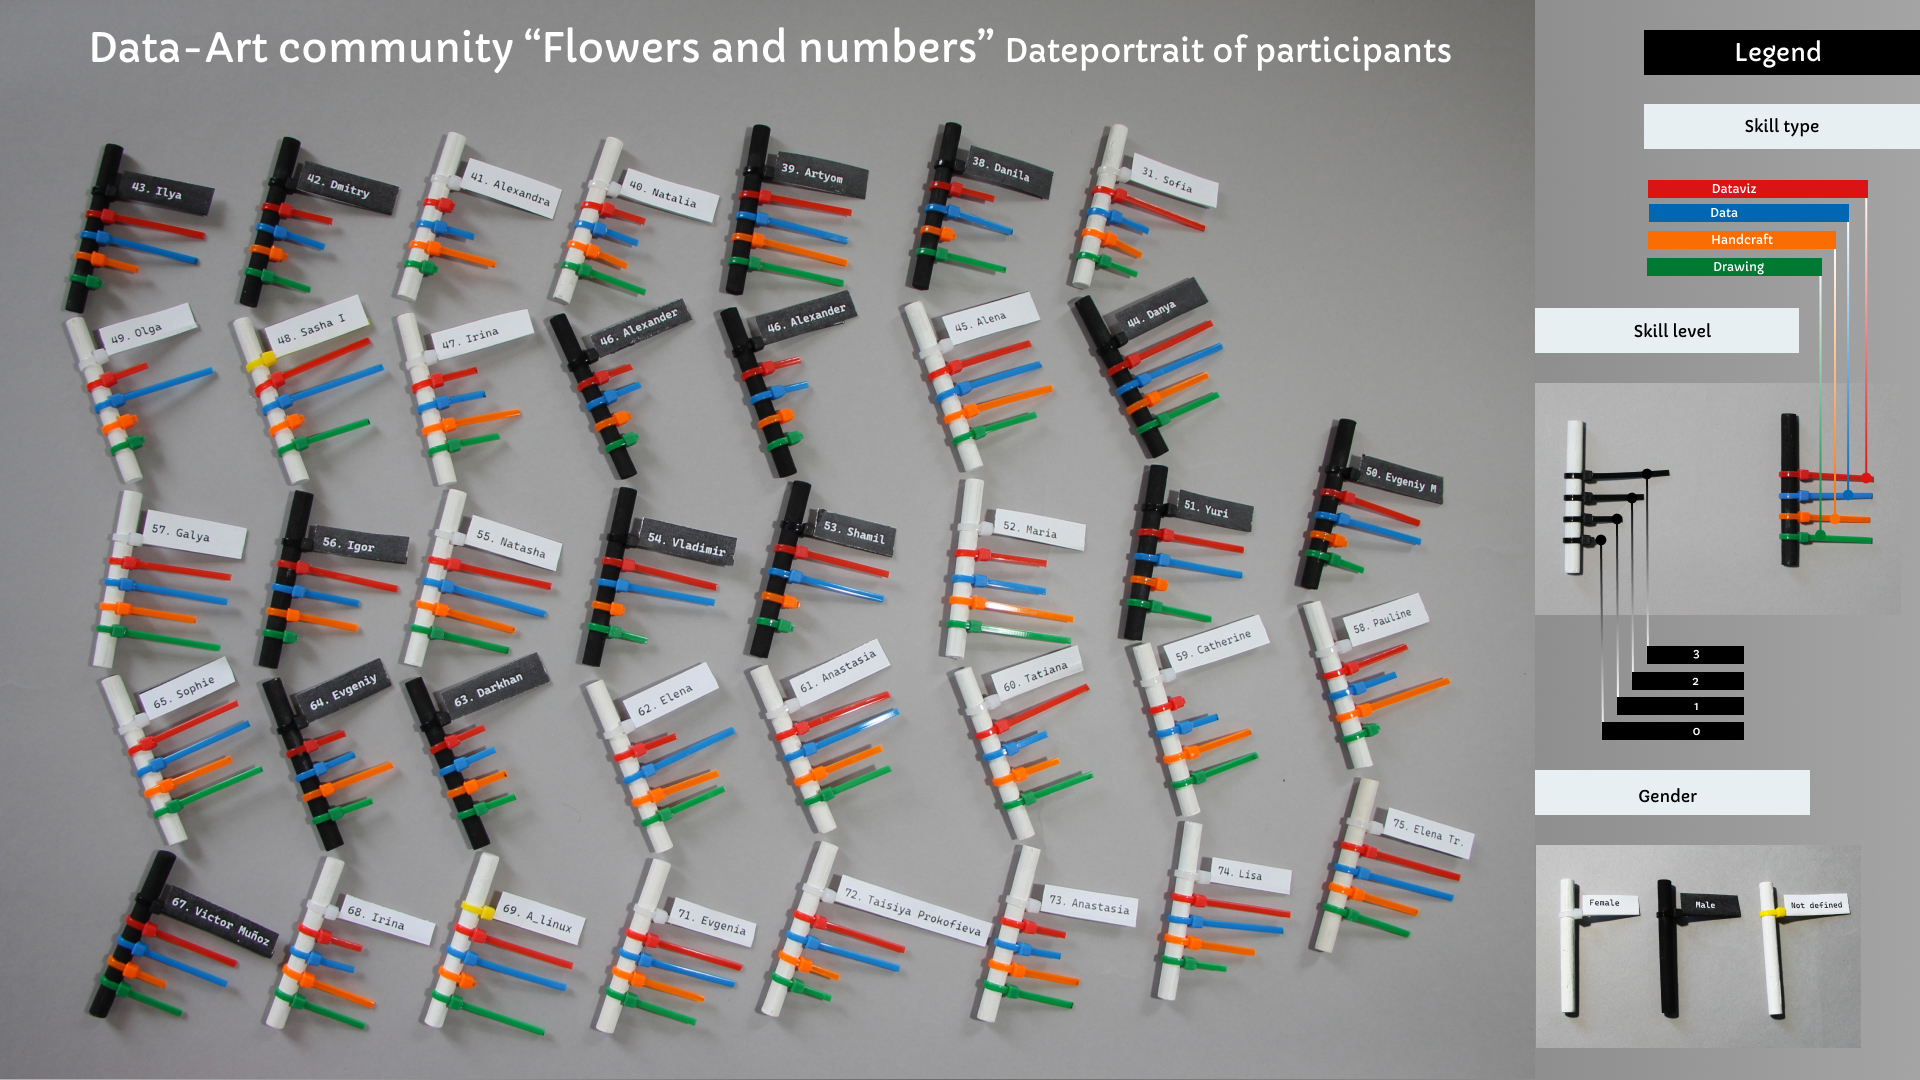 Data-Art community “Flowers and numbers” Dateportrait of participants
43. Ilya
42. Dmitry
41. Alexandra
40. Natalia
39. Artyom
38. Danila
31. Sofia
49. Olga
48. Sasha I
47. Irina
46. Alexander
46. Alexander
45. Alena
44. Danya
50. Evgeniy M
57. Galya
56. Igor
55. Natasha
54. Vladimir
53. Shamil
52. Maria
51. Yuri
58. Pauline
65. Sophie
64. Evgeniy
63. Darkhan
62. Elena
61. Anastasia
60. Tatiana
59. Catherine
75. Elena Tr.
67. Victor Muñoz
68. Irina
69. A_linux
71. Evgenia
72. Taisiya Prokofieva
73. Anastasia
74. Lisa
Legend
Skill type
Dataviz
Data
Handcraft
Drawing
Skill level
3
2
1
0
Gender
Female
Male
Not defined